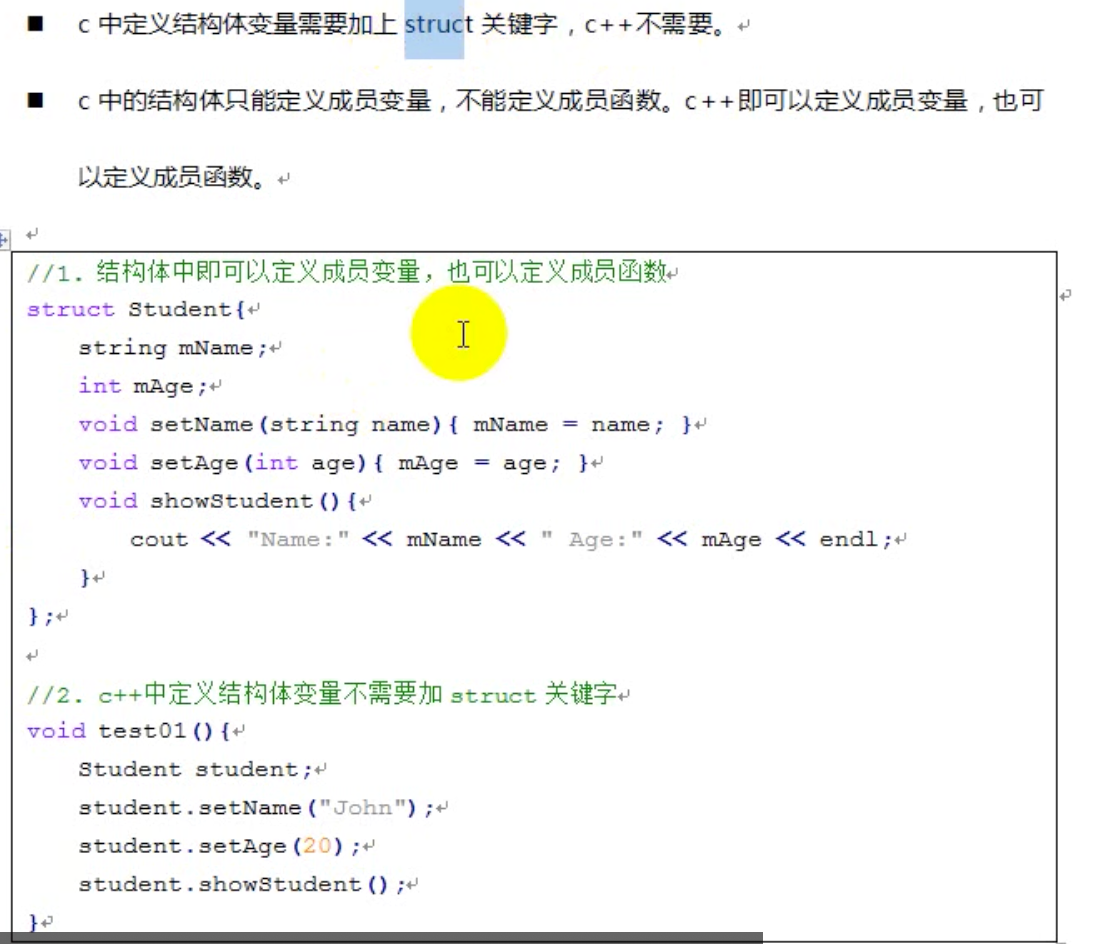 ■ c 中定义结构体变量需要加上 struct 关键字，c++不需要。
■ c 中的结构体只能定义成员变量，不能定义成员函数。c++即可以定义成员变量，也可
以定义成员函数。
//1. 结构体中即可以定义成员变量，也可以定义成员函数
struct Student{
    string mName;
    int mAge;
    void setName(string name){ mName = name; }
    void setAge(int age){ mAge = age; }
    void showStudent(){
        cout << "Name:" << mName << " Age:" << mAge << endl;
    }
};
//2. c++中定义结构体变量不需要加 struct 关键字
void test01(){
    Student student;
    student.setName("John");
    student.setAge(20);
    student.showStudent();
}